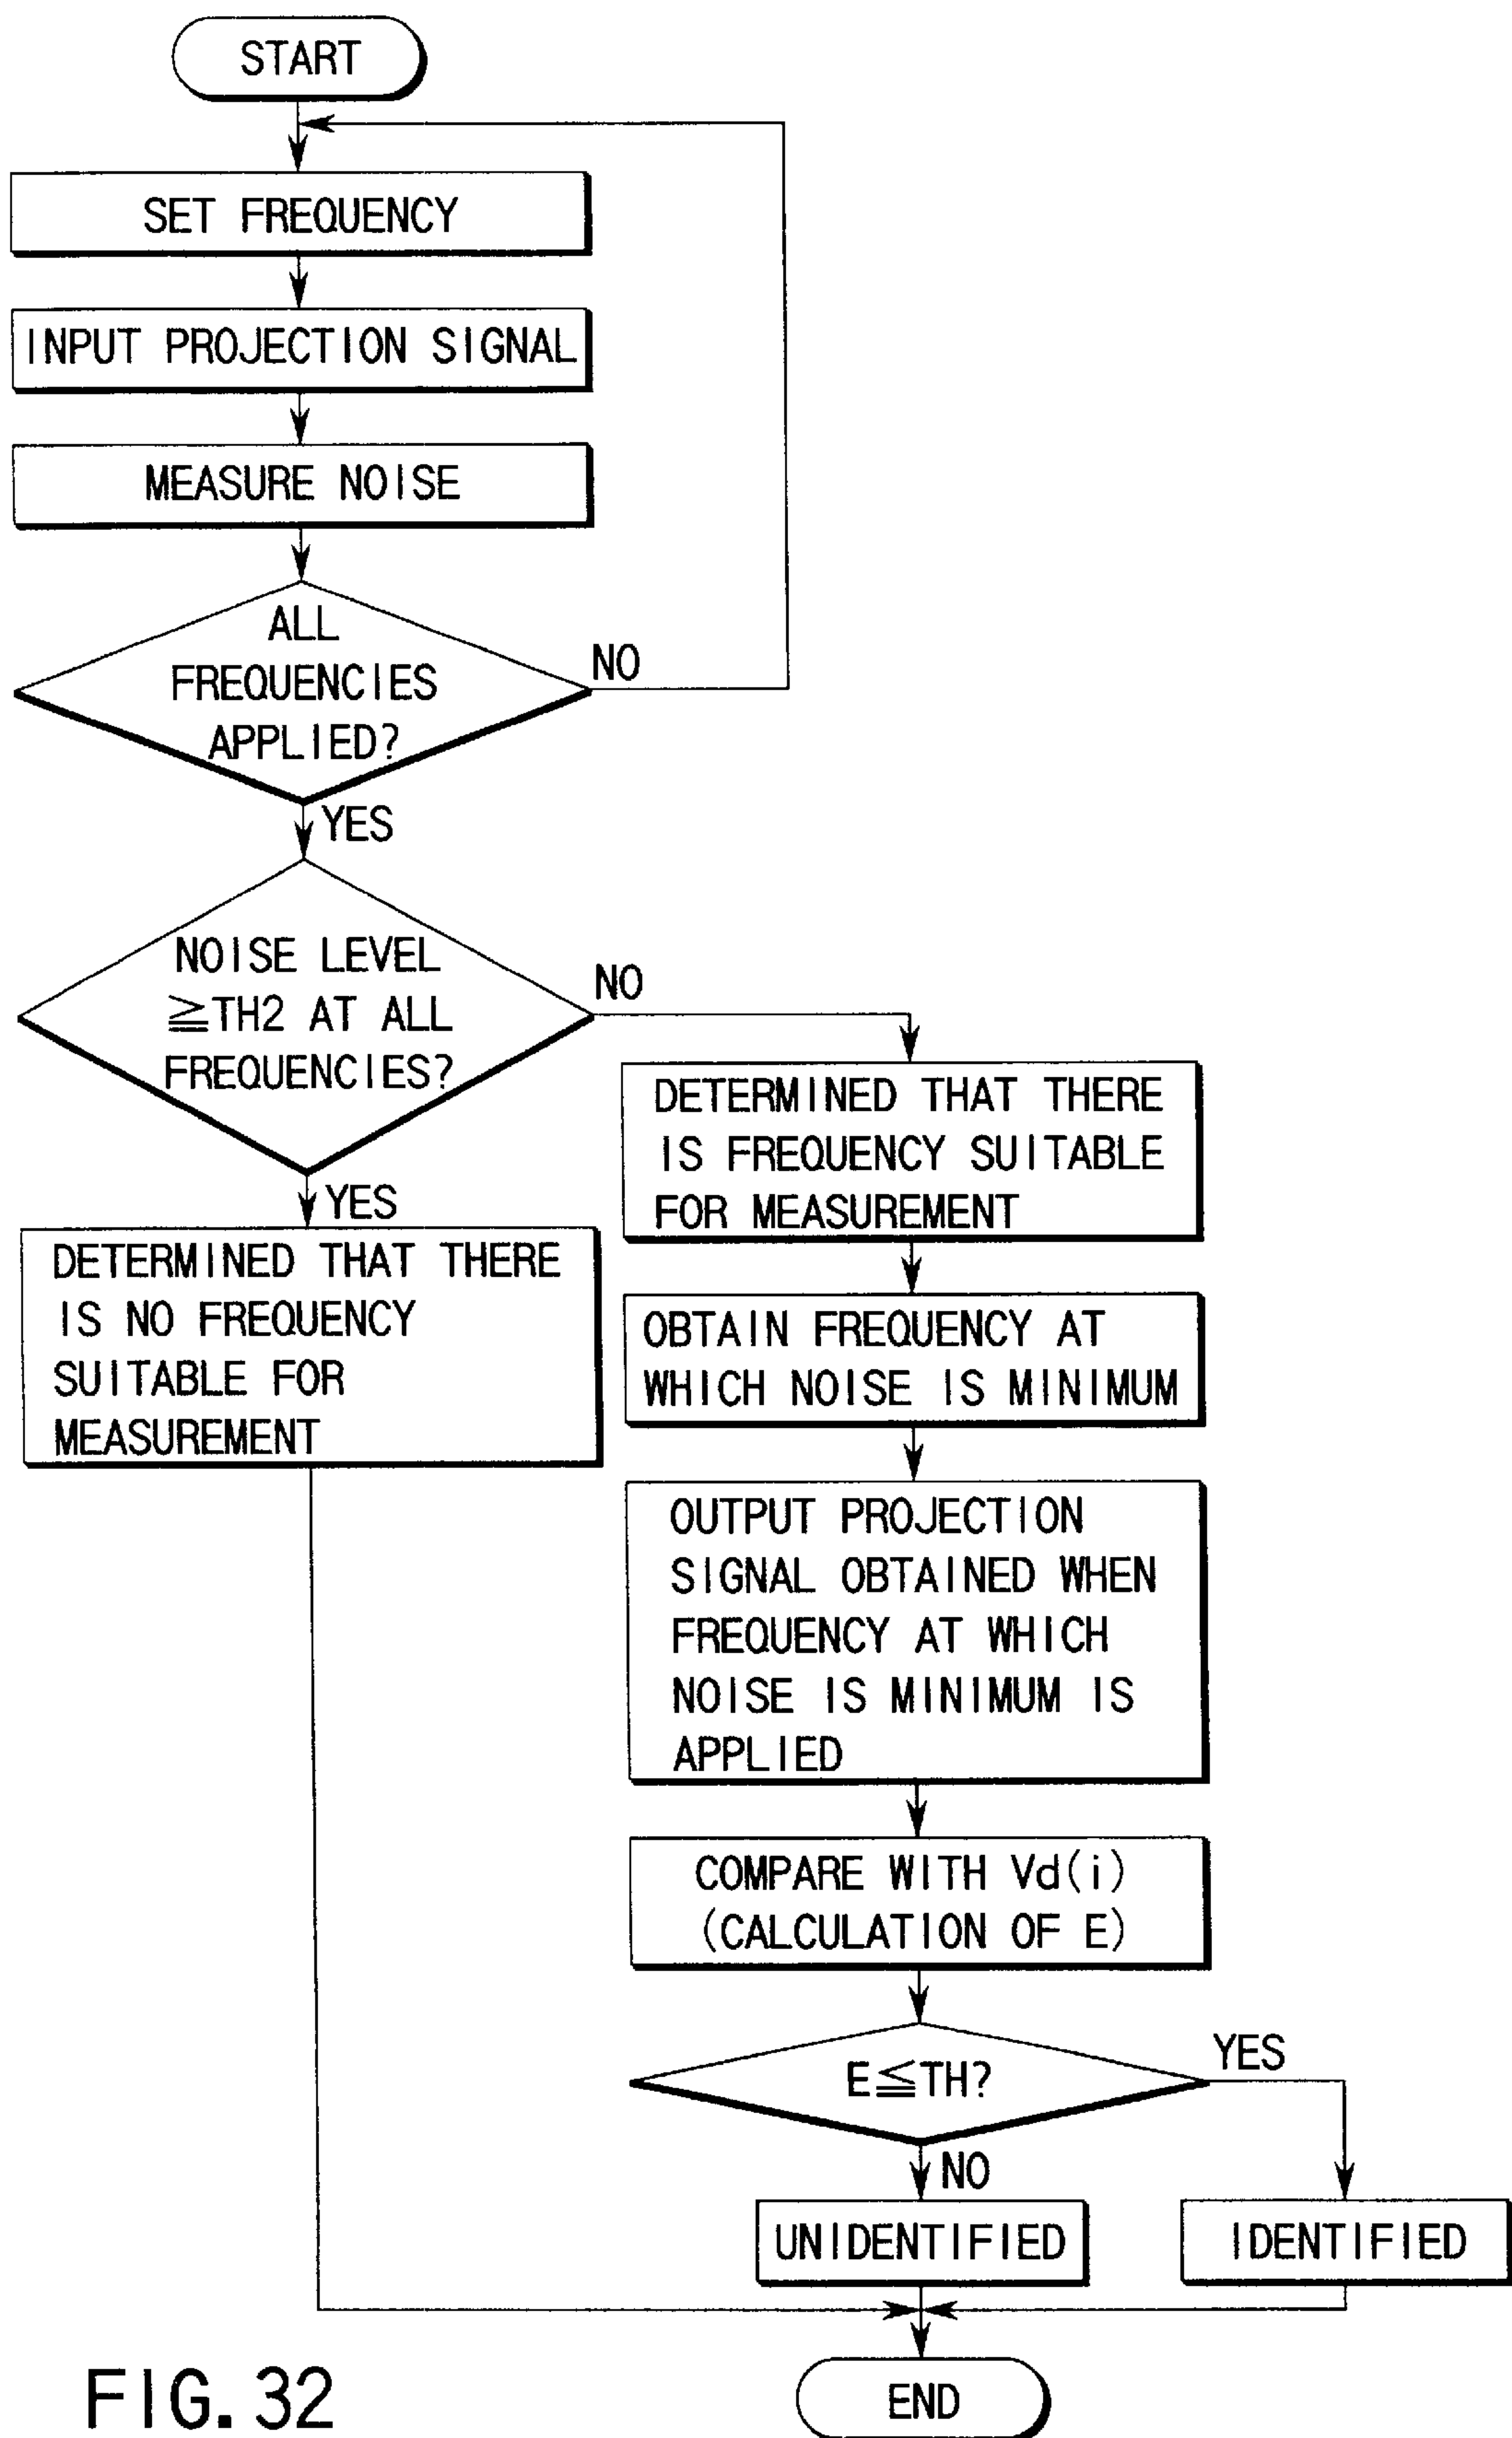 START
SET FREQUENCY
INPUT PROJECTION SIGNAL
MEASURE NOISE
ALL
FREQUENCIES
APPLIED?
NO
YES
NOISE LEVEL
≧TH2 AT ALL
FREQUENCIES?
NO
YES
DETERMINED THAT THERE
IS NO FREQUENCY
SUITABLE FOR
MEASUREMENT
DETERMINED THAT THERE
IS FREQUENCY SUITABLE
FOR MEASUREMENT
OBTAIN FREQUENCY AT
WHICH NOISE IS MINIMUM
OUTPUT PROJECTION
SIGNAL OBTAINED WHEN
FREQUENCY AT WHICH
NOISE IS MINIMUM IS
APPLIED
COMPARE WITH Vd(i)
(CALCULATION OF E)
E≦TH?
YES
NO
UNIDENTIFIED
IDENTIFIED
END
FIG. 32